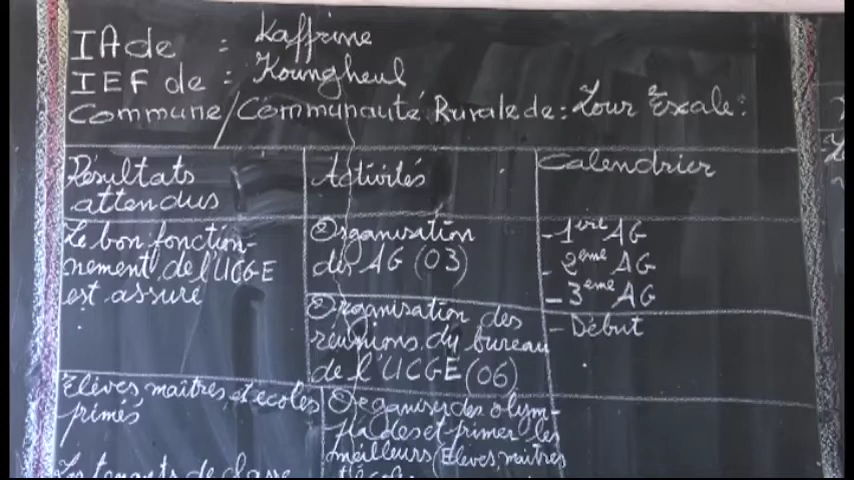 IA de : Kaffrine
IEF de : Koungheul
Commune/Communauté Rurale de : Lour Escale :
Résultats
attendus
Activités
Calendrier
Le bon fonction-
nement de l'UCGE
est assuré
Organisation
des AG (03)
- 1ère AG
- 2ème AG
- 3ème AG
Organisation des
réunions du bureau
de l'UCGE (06)
- Début
Elèves, maîtres et écoles
primés
Organiser des olym-
piades et primer les
meilleurs (Elèves, maîtres
de classe